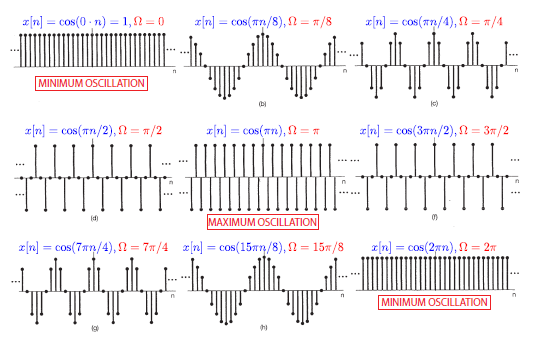 x[n] = cos(0 · n) = 1, Ω = 0
x[n] = cos(πn/8), Ω = π/8
x[n] = cos(πn/4), Ω = π/4
... ... n
MINIMUM OSCILLATION
... ... n
(b)
... ... n
(c)
x[n] = cos(πn/2), Ω = π/2
x[n] = cos(πn), Ω = π
x[n] = cos(3πn/2), Ω = 3π/2
... ... n
... ...
(d)
... ... n
... ...
MAXIMUM OSCILLATION
... ... n
... ...
(f)
x[n] = cos(7πn/4), Ω = 7π/4
x[n] = cos(15πn/8), Ω = 15π/8
x[n] = cos(2πn), Ω = 2π
... ... n
(g)
... ... n
(h)
... n
MINIMUM OSCILLATION